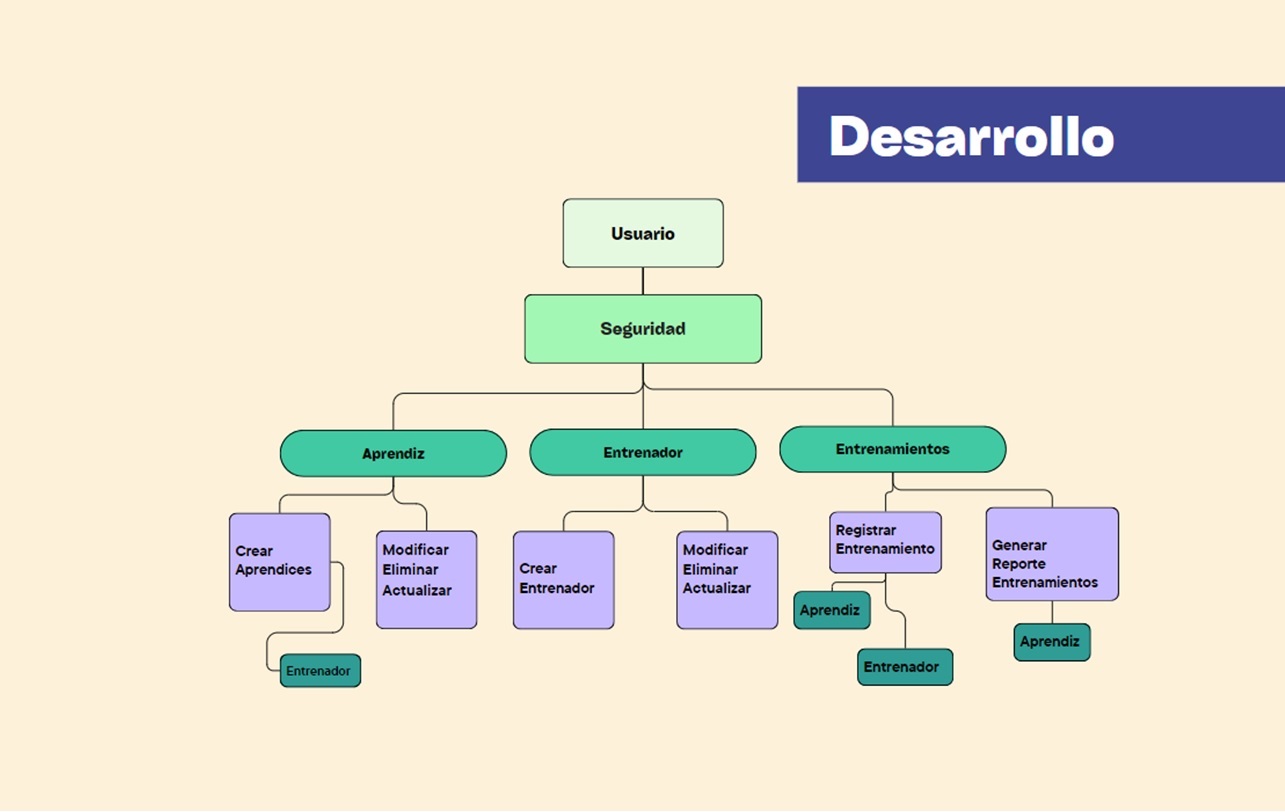 Desarrollo
Usuario
Seguridad
Aprendiz
Entrenador
Entrenamientos
Crear
Aprendices
Modificar
Eliminar
Actualizar
Crear
Entrenador
Modificar
Eliminar
Actualizar
Registrar
Entrenamiento
Generar
Reporte
Entrenamientos
Entrenador
Aprendiz
Entrenador
Aprendiz